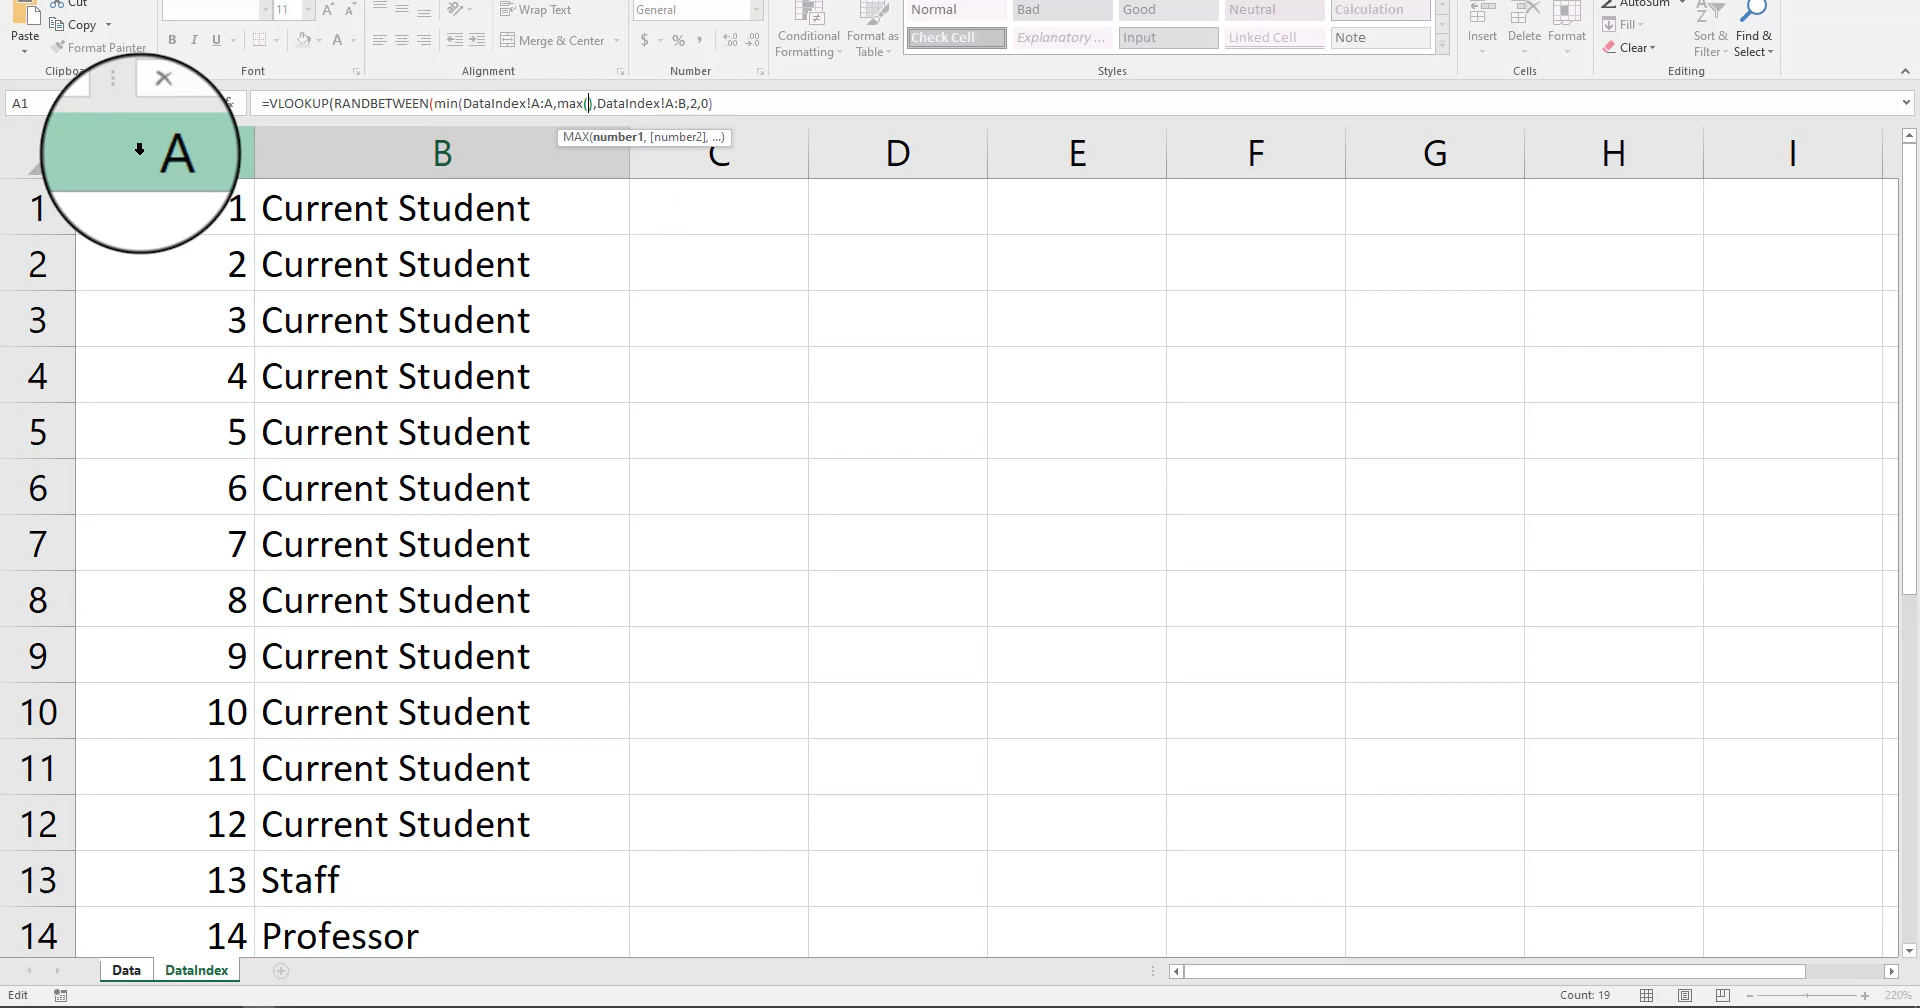 Cut
Copy
Paste
Format Painter
11
Wrap Text
Merge & Center
General
$ % ,
Conditional Formatting
Format as Table
Normal Bad Good Neutral Calculation
Check Cell Explanatory ... Input Linked Cell Note
Insert Delete Format
AutoSum
Fill
Clear
Sort & Filter
Find & Select
B I U
Font Alignment Number Styles Cells Editing
A1 =VLOOKUP(RANDBETWEEN(min(DataIndex!A:A,max(),DataIndex!A:B,2,0)
MAX(number1, [number2], ...)
A B C D E F G H I
1 1 Current Student
2 2 Current Student
3 3 Current Student
4 4 Current Student
5 5 Current Student
6 6 Current Student
7 7 Current Student
8 8 Current Student
9 9 Current Student
10 10 Current Student
11 11 Current Student
12 12 Current Student
13 13 Staff
14 14 Professor
Data DataIndex
Edit Count: 19 220%